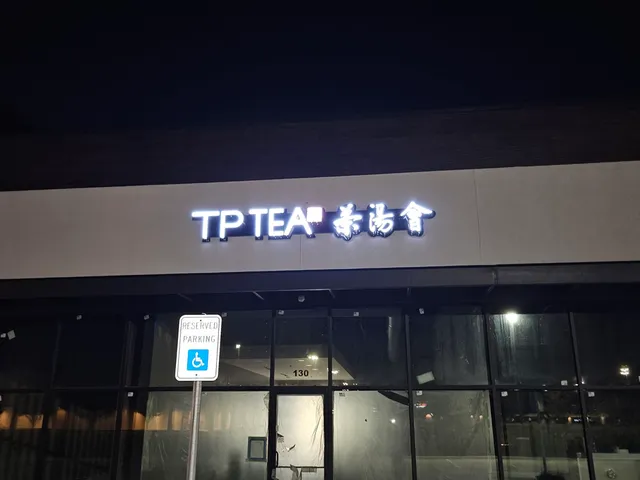 TP TEA 茶湯會
RESERVED
PARKING
130